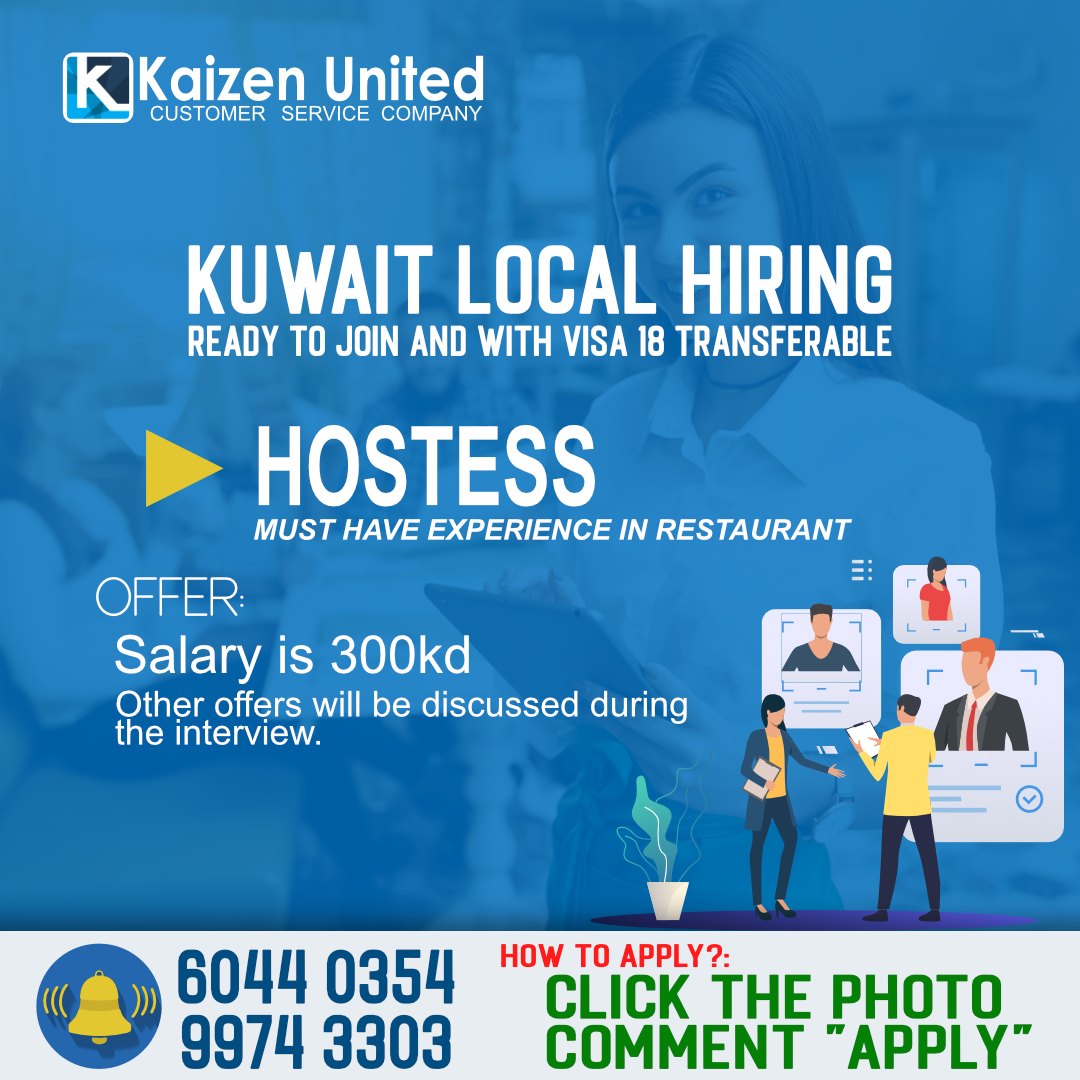 K Kaizen United
CUSTOMER SERVICE COMPANY
KUWAIT LOCAL HIRING
READY TO JOIN AND WITH VISA 18 TRANSFERABLE
HOSTESS
MUST HAVE EXPERIENCE IN RESTAURANT
OFFER:
Salary is 300kd
Other offers will be discussed during
the interview.
6044 0354
9974 3303
HOW TO APPLY?:
CLICK THE PHOTO
COMMENT "APPLY"